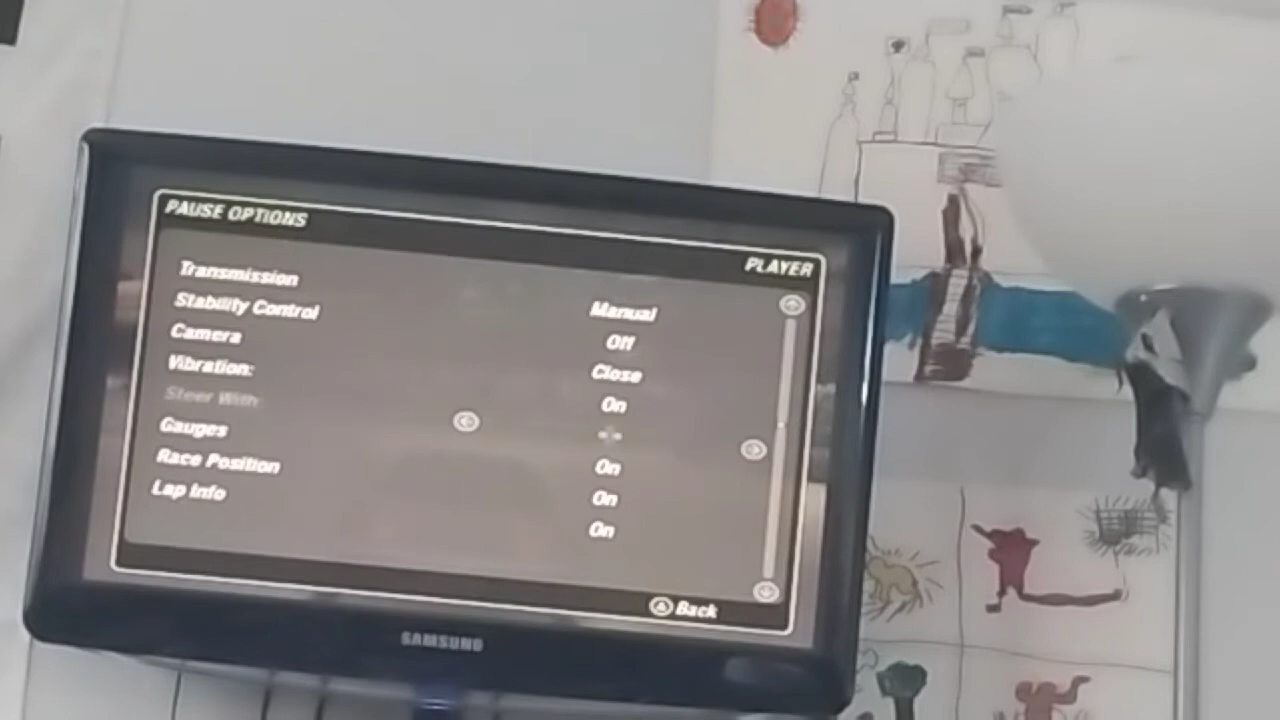 PAUSE OPTIONS
PLAYER
Transmission Manual
Stability Control Off
Camera Close
Vibration: On
Steer With
Gauges On
Race Position On
Lap Info On
A Back
SAMSUNG